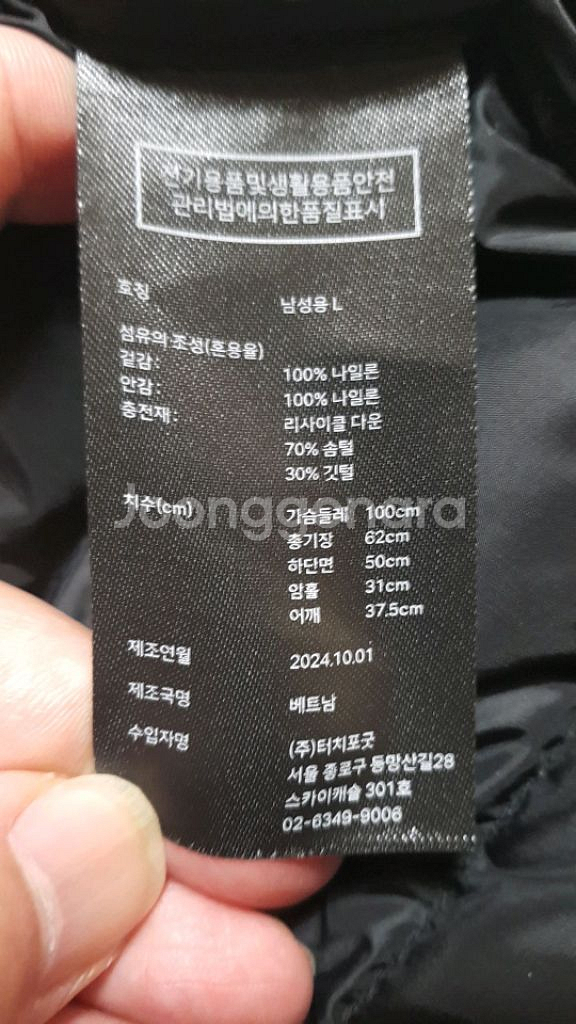 전기용품및생활용품안전
관리법에의한품질표시
호칭 남성용 L
섬유의 조성(혼용율)
겉감 : 100% 나일론
안감 : 100% 나일론
충전재 : 리사이클 다운
70% 솜털
30% 깃털
치수(cm) 가슴둘레 100cm
총기장 62cm
하단면 50cm
암홀 31cm
어깨 37.5cm
제조연월 2024.10.01
제조국명 베트남
수입자명 (주)터치포굿
서울 종로구 동망산길28
스카이캐슬 301호
02-6349-9006
Joonggonara